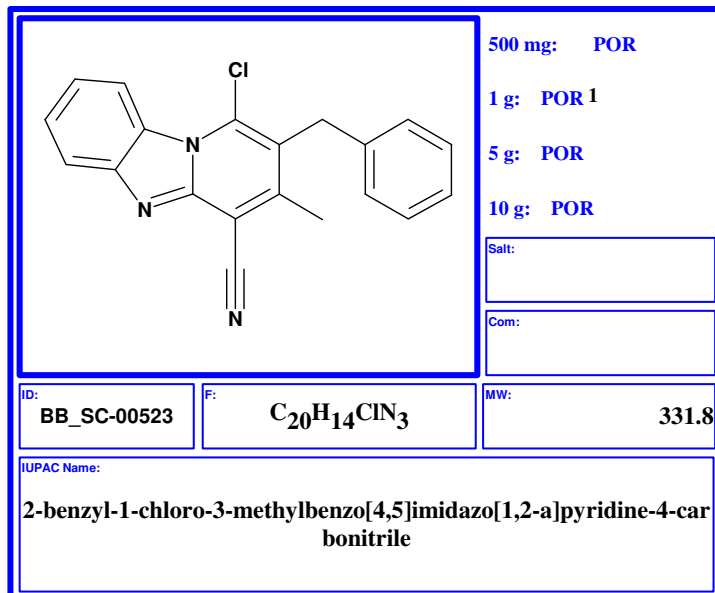 500 mg: POR
1 g: POR 1
5 g: POR
10 g: POR
Cl
N
N
N
Salt:
Com:
ID:
BB_SC-00523
F:
C20H14ClN3
MW:
331.8
IUPAC Name:
2-benzyl-1-chloro-3-methylbenzo[4,5]imidazo[1,2-a]pyridine-4-car
bonitrile